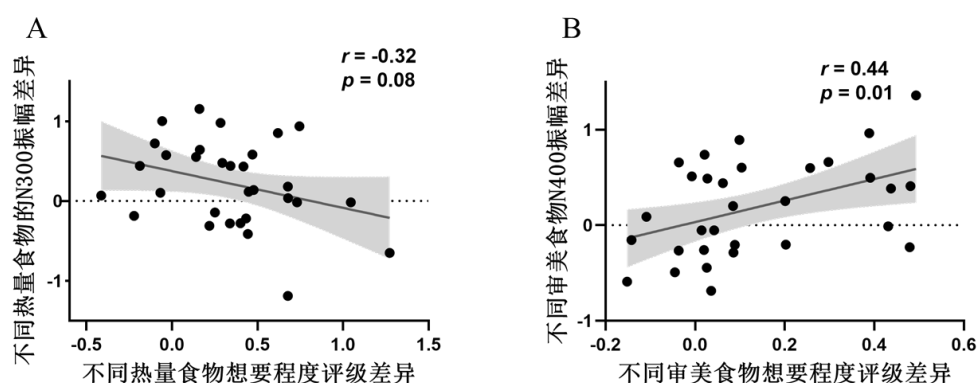 A
B
r = -0.32
p = 0.08
r = 0.44
p = 0.01
不同热量食物的N300振幅差异
1
0
-1
-0.5
0.0
0.5
1.0
1.5
不同热量食物想要程度评级差异
不同审美食物N400振幅差异
1
0
-1
-0.2
0.0
0.2
0.4
0.6
不同审美食物想要程度评级差异